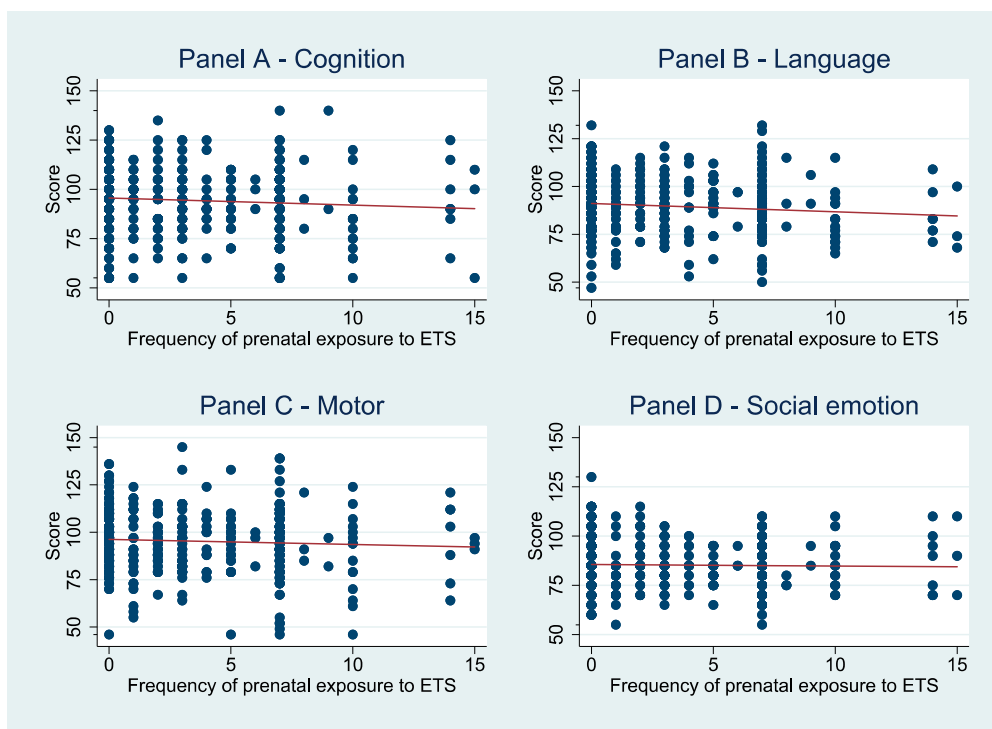 Panel A - Cognition
Score
150
125
100
75
50
0 5 10 15
Frequency of prenatal exposure to ETS
Panel B - Language
Score
150
125
100
75
50
0 5 10 15
Frequency of prenatal exposure to ETS
Panel C - Motor
Score
150
125
100
75
50
0 5 10 15
Frequency of prenatal exposure to ETS
Panel D - Social emotion
Score
150
125
100
75
50
0 5 10 15
Frequency of prenatal exposure to ETS